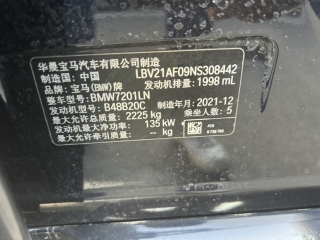 华晨宝马汽车有限公司制造
制造国：中国 LBV21AF09NS308442
品牌：宝马(BMW)牌 发动机排量：1998 mL
整车型号：BMW7201LN
发动机型号：B48B20C 制造年月：2021-12
最大允许总质量：2225 kg 乘坐人数：5
发动机最大净功率：135 kW
最大允许牵引质量：-- kg